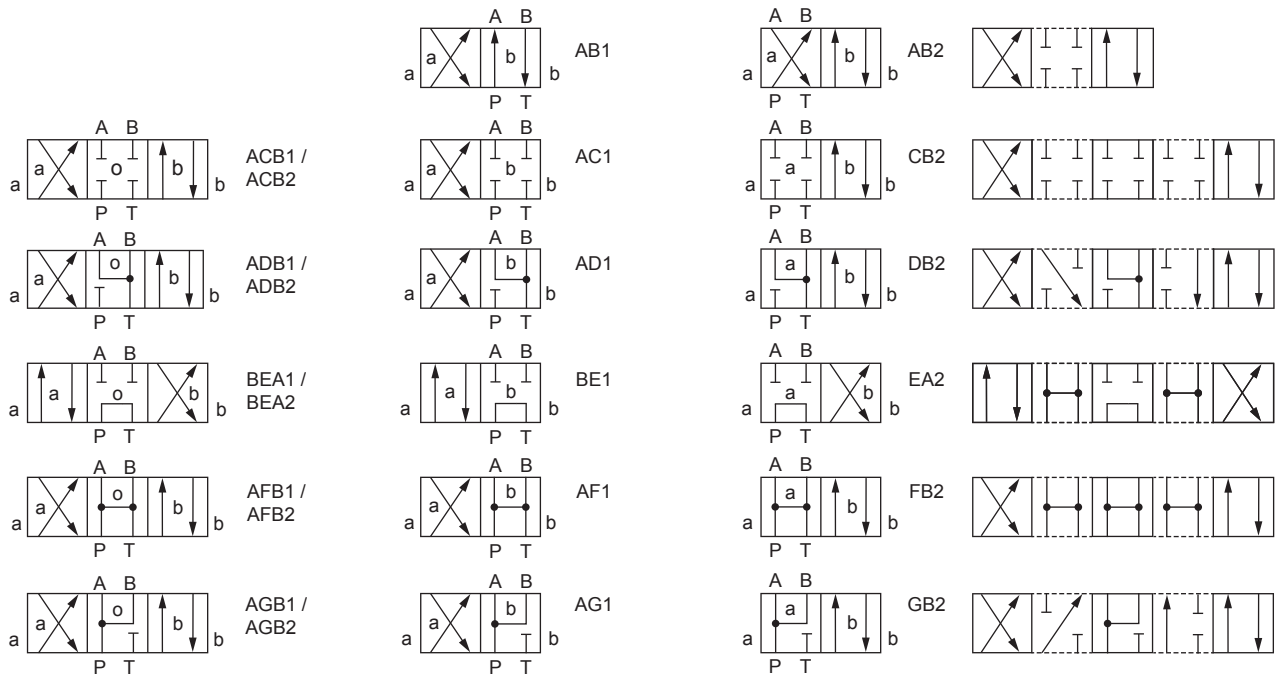 A B A B
a b AB1 a AB2
a b b a b
P T P T
A B A B A B
a o b ACB1 / b AC1 a b CB2
a b ACB2 a b b
P T P T P T
A B A B A B
a o b ADB1 / a b AD1 a b DB2
a b ADB2 a b a b
P T P T P T
A B A B A B
a o b BEA1 / a b BE1 a b EA2
a b BEA2 a b a b
P T P T P T
A B A B A B
a o b AFB1 / a b AF1 a b FB2
a b AFB2 a b a b
P T P T P T
A B A B A B
a o b AGB1 / a b AG1 a b GB2
a b AGB2 a b a b
P T P T P T